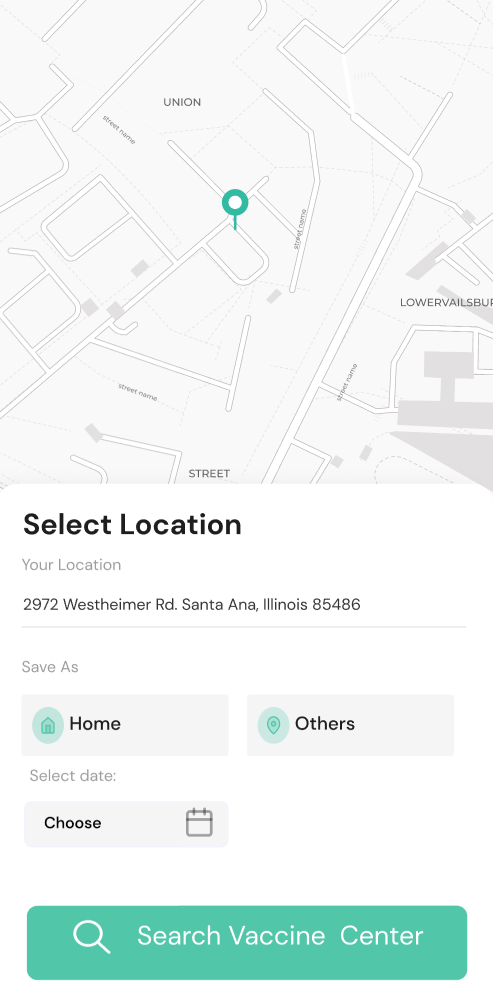 UNION
street name
street name
LOWERVAILSBUR
street name
street name
STREET
Select Location
Your Location
2972 Westheimer Rd. Santa Ana, Illinois 85486
Save As
Home
Others
Select date:
Choose
Search Vaccine Center